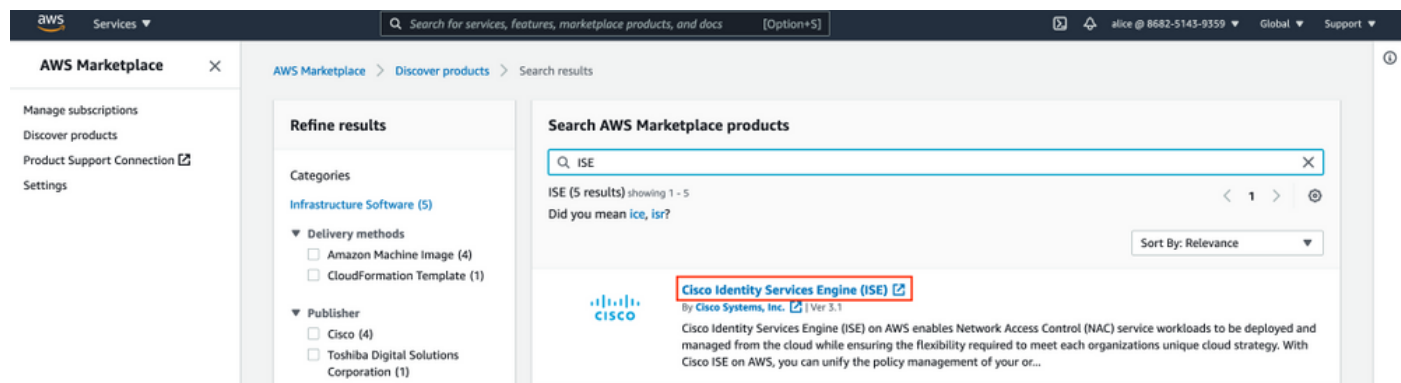 aws
Services ▼
Search for services, features, marketplace products, and docs [Option+S]
alice @ 8682-5143-9359 ▼
Global ▼
Support ▼
AWS Marketplace
Manage subscriptions
Discover products
Product Support Connection
Settings
AWS Marketplace > Discover products > Search results
Refine results
Categories
Infrastructure Software (5)
▼ Delivery methods
Amazon Machine Image (4)
CloudFormation Template (1)
▼ Publisher
Cisco (4)
Toshiba Digital Solutions
Corporation (1)
Search AWS Marketplace products
ISE
ISE (5 results) showing 1 - 5
< 1 >
Did you mean ice, isr?
Sort By: Relevance ▼
CISCO
Cisco Identity Services Engine (ISE)
By Cisco Systems, Inc. | Ver 3.1
Cisco Identity Services Engine (ISE) on AWS enables Network Access Control (NAC) service workloads to be deployed and
managed from the cloud while ensuring the flexibility required to meet each organizations unique cloud strategy. With
Cisco ISE on AWS, you can unify the policy management of your or...